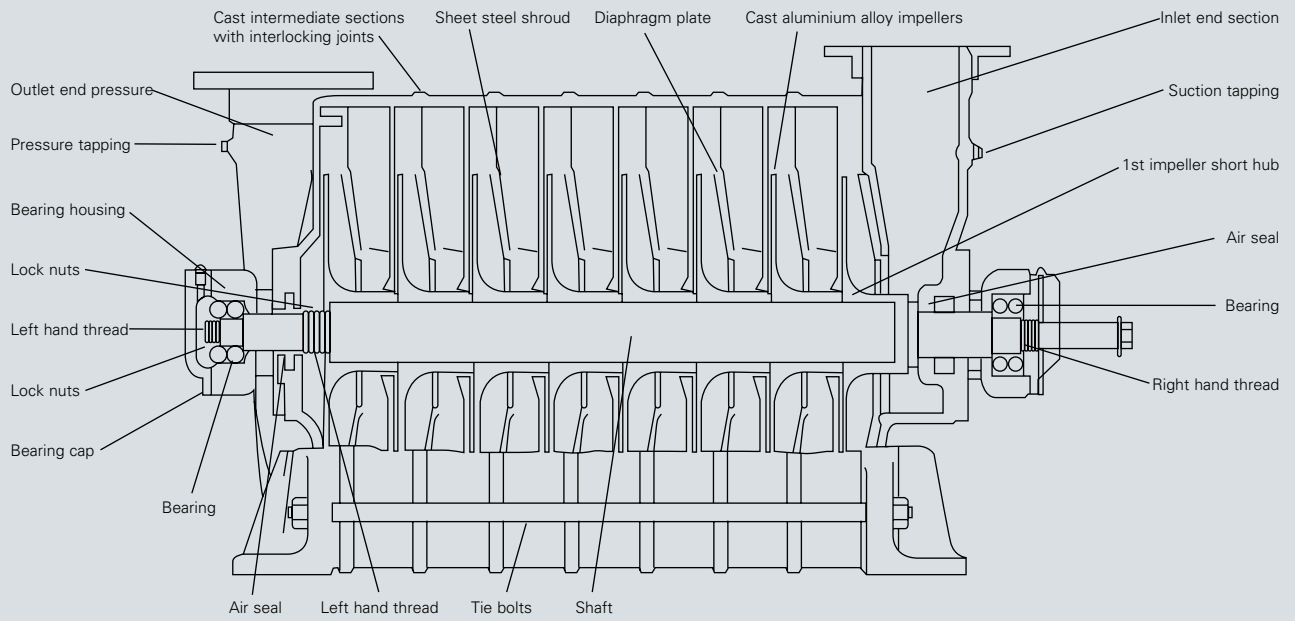 Cast intermediate sections
with interlocking joints
Sheet steel shroud
Diaphragm plate
Cast aluminium alloy impellers
Inlet end section
Outlet end pressure
Suction tapping
Pressure tapping
1st impeller short hub
Bearing housing
Air seal
Lock nuts
Bearing
Left hand thread
Lock nuts
Right hand thread
Bearing cap
Bearing
Air seal
Left hand thread
Tie bolts
Shaft